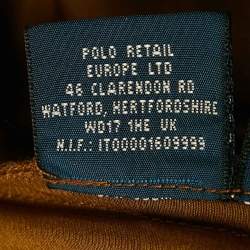 POLO RETAIL
EUROPE LTD
46 CLARENDON RD
WATFORD, HERTFORDSHIRE
WD17 1HE UK
N.I.F.: IT00001609999